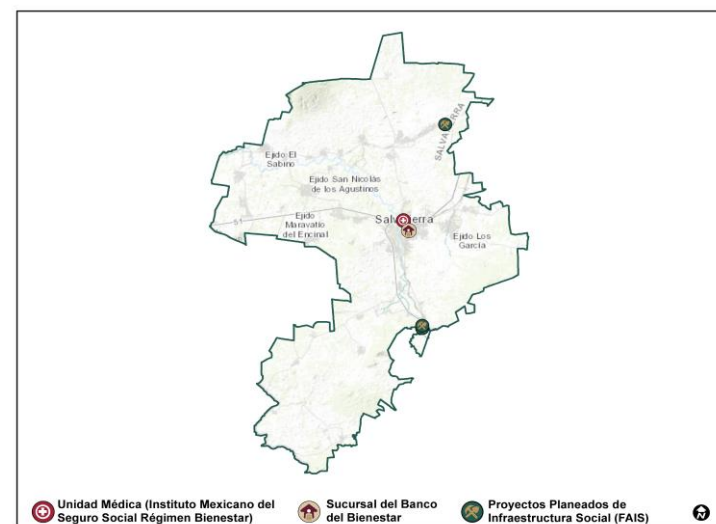 SALVATIERRA
Ejido El
Sabino
Ejido San Nicolás
de los Agustinos
51
Ejido
Maravatío
del Encinal
Ejido Los
García
Unidad Médica (Instituto Mexicano del
Seguro Social Régimen Bienestar)
Sucursal del Banco
del Bienestar
Proyectos Planeados de
Infraestructura Social (FAIS)
N